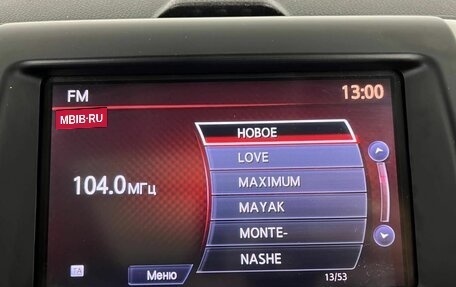 FM
13:00
MBIB-RU
104.0мгц
НОВОЕ
LOVE
MAXIMUM
MAYAK
MONTE-
NASHE
TA
Меню
13/53